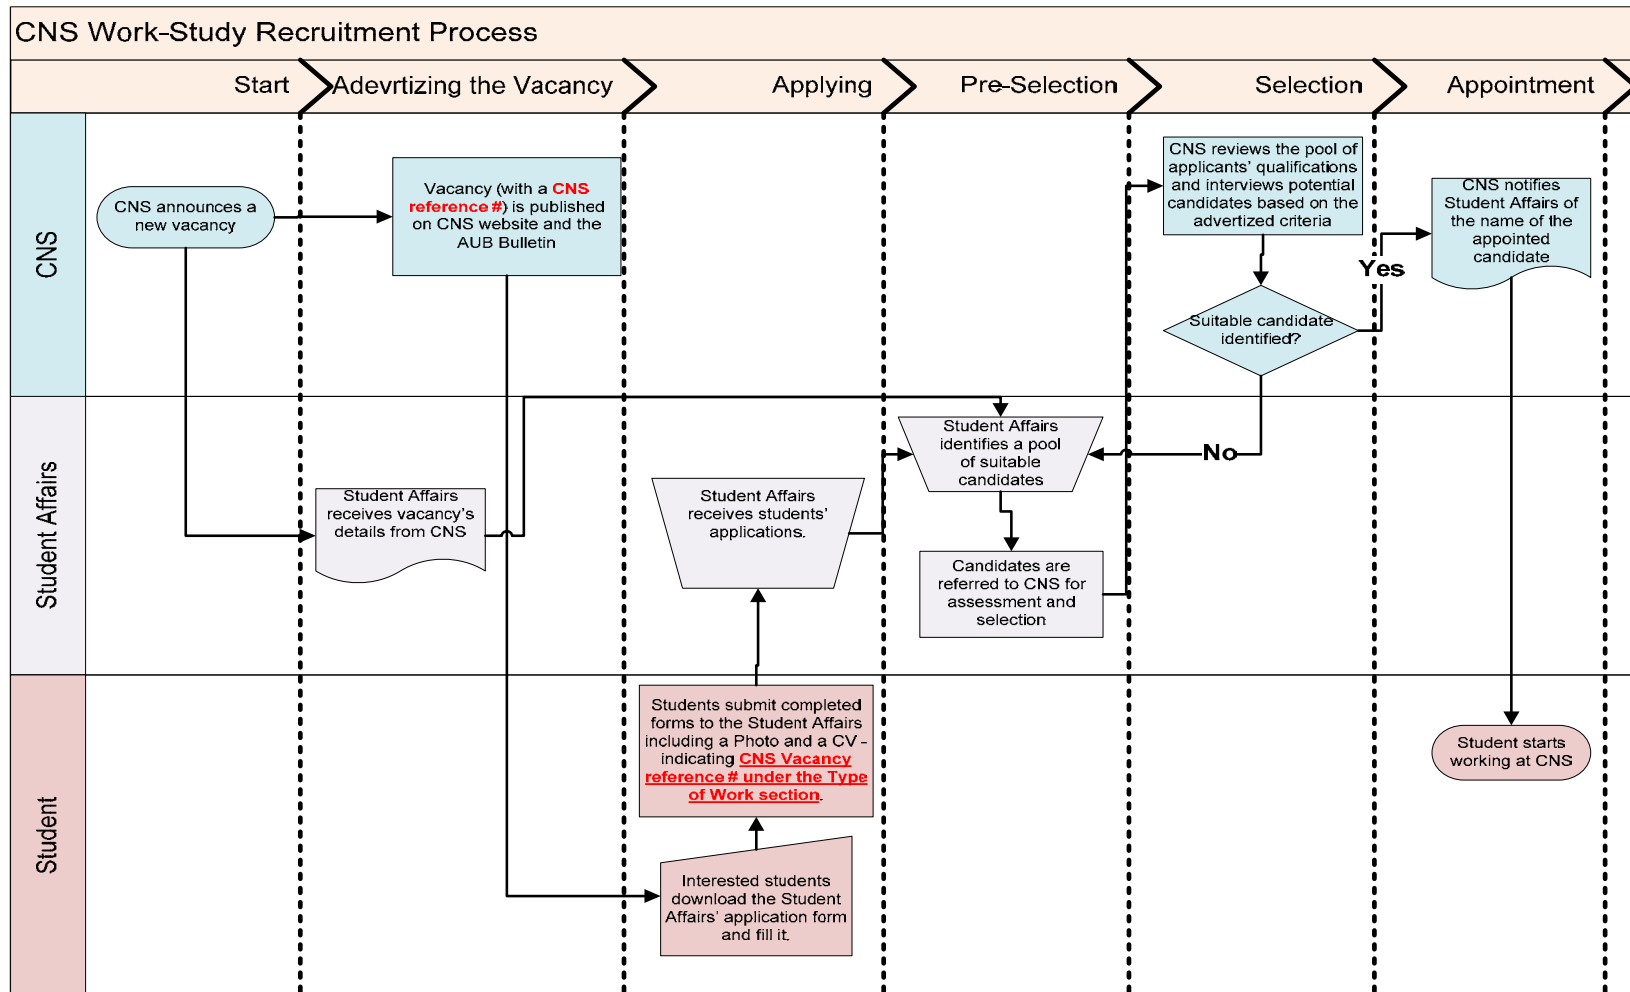 CNS Work-Study Recruitment Process
Start
Adevrtizing the Vacancy
Applying
Pre-Selection
Selection
Appointment
CNS
CNS announces a
new vacancy
Vacancy (with a CNS
reference #) is published
on CNS website and the
AUB Bulletin
CNS reviews the pool of
applicants' qualifications
and interviews potential
candidates based on the
advertized criteria
Suitable candidate
identified?
Yes
No
CNS notifies
Student Affairs of
the name of the
appointed
candidate
Student Affairs
Student Affairs
receives vacancy's
details from CNS
Student Affairs
receives students'
applications.
Student Affairs
identifies a pool
of suitable
candidates
Candidates are
referred to CNS for
assessment and
selection
Student
Students submit completed
forms to the Student Affairs
including a Photo and a CV -
indicating CNS Vacancy
reference # under the Type
of Work section.
Interested students
download the Student
Affairs' application form
and fill it.
Student starts
working at CNS